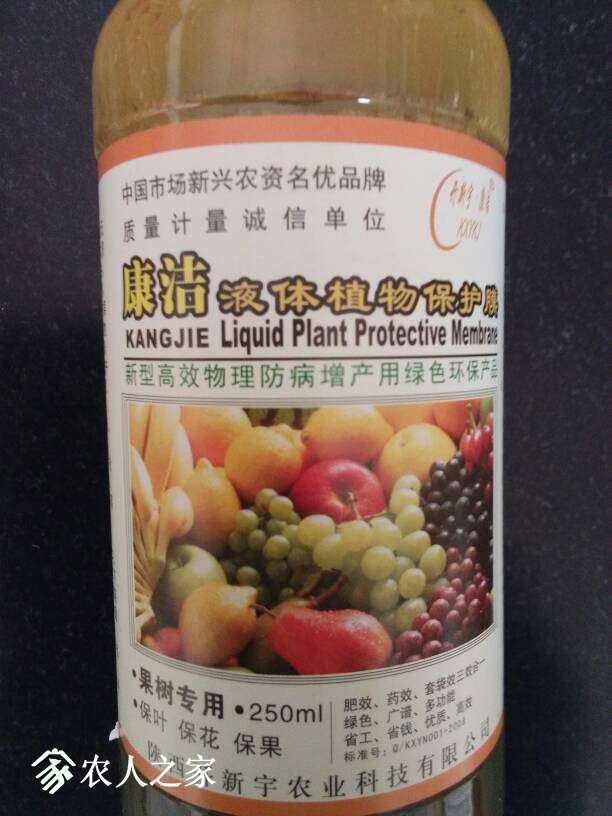 中国市场新兴农资名优品牌
质量计量诚信单位
KXYKJ
康洁 液体植物保护膜
KANGJIE Liquid Plant Protective Membrane
新型高效物理防病增产用绿色环保产品
·果树专用·250ml
·保叶 保花 保果
肥效、药效、套袋效三效合一
绿色、广谱、多功能
省工、省钱、优质、高效
标准号:Q/KXYN001-2008
陕西 新宇农业科技有限公司
农人之家